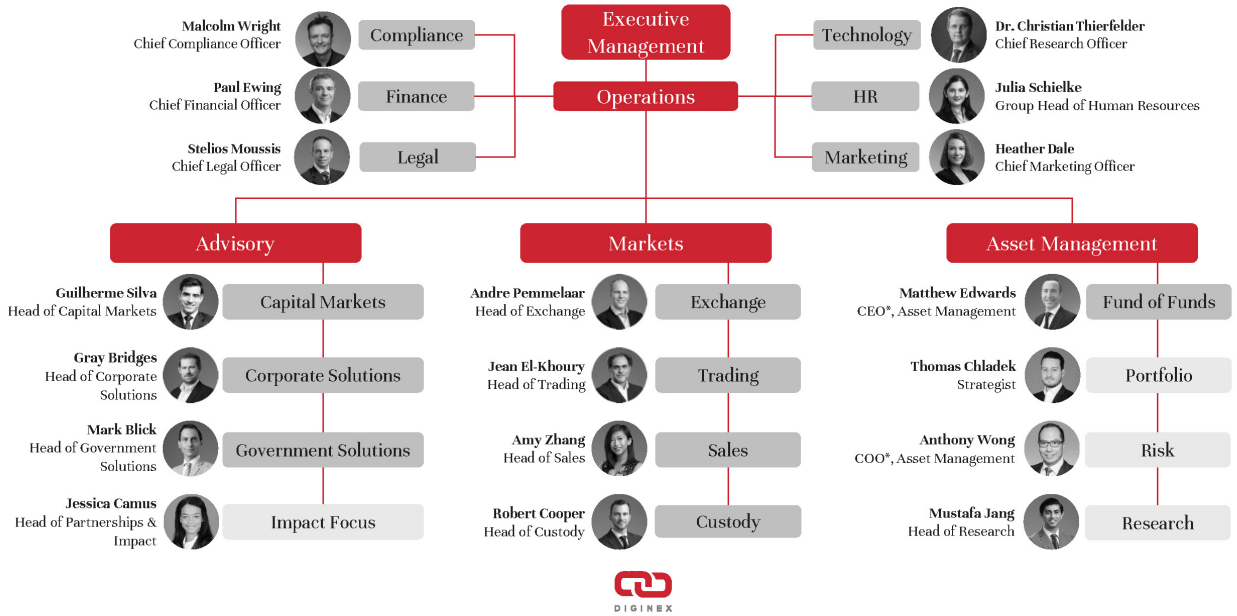 Executive
Management
Operations
Malcolm Wright
Chief Compliance Officer
Compliance
Paul Ewing
Chief Financial Officer
Finance
Stelios Moussis
Chief Legal Officer
Legal
Technology
Dr. Christian Thierfelder
Chief Research Officer
HR
Julia Schielke
Group Head of Human Resources
Marketing
Heather Dale
Chief Marketing Officer
Advisory
Guilherme Silva
Head of Capital Markets
Capital Markets
Gray Bridges
Head of Corporate
Solutions
Corporate Solutions
Mark Blick
Head of Government
Solutions
Government Solutions
Jessica Camus
Head of Partnerships &
Impact
Impact Focus
Markets
Andre Pemmelaar
Head of Exchange
Exchange
Jean El-Khoury
Head of Trading
Trading
Amy Zhang
Head of Sales
Sales
Robert Cooper
Head of Custody
Custody
Asset Management
Matthew Edwards
CEO*, Asset Management
Fund of Funds
Thomas Chladek
Strategist
Portfolio
Anthony Wong
COO*, Asset Management
Risk
Mustafa Jang
Head of Research
Research
DIGINEX